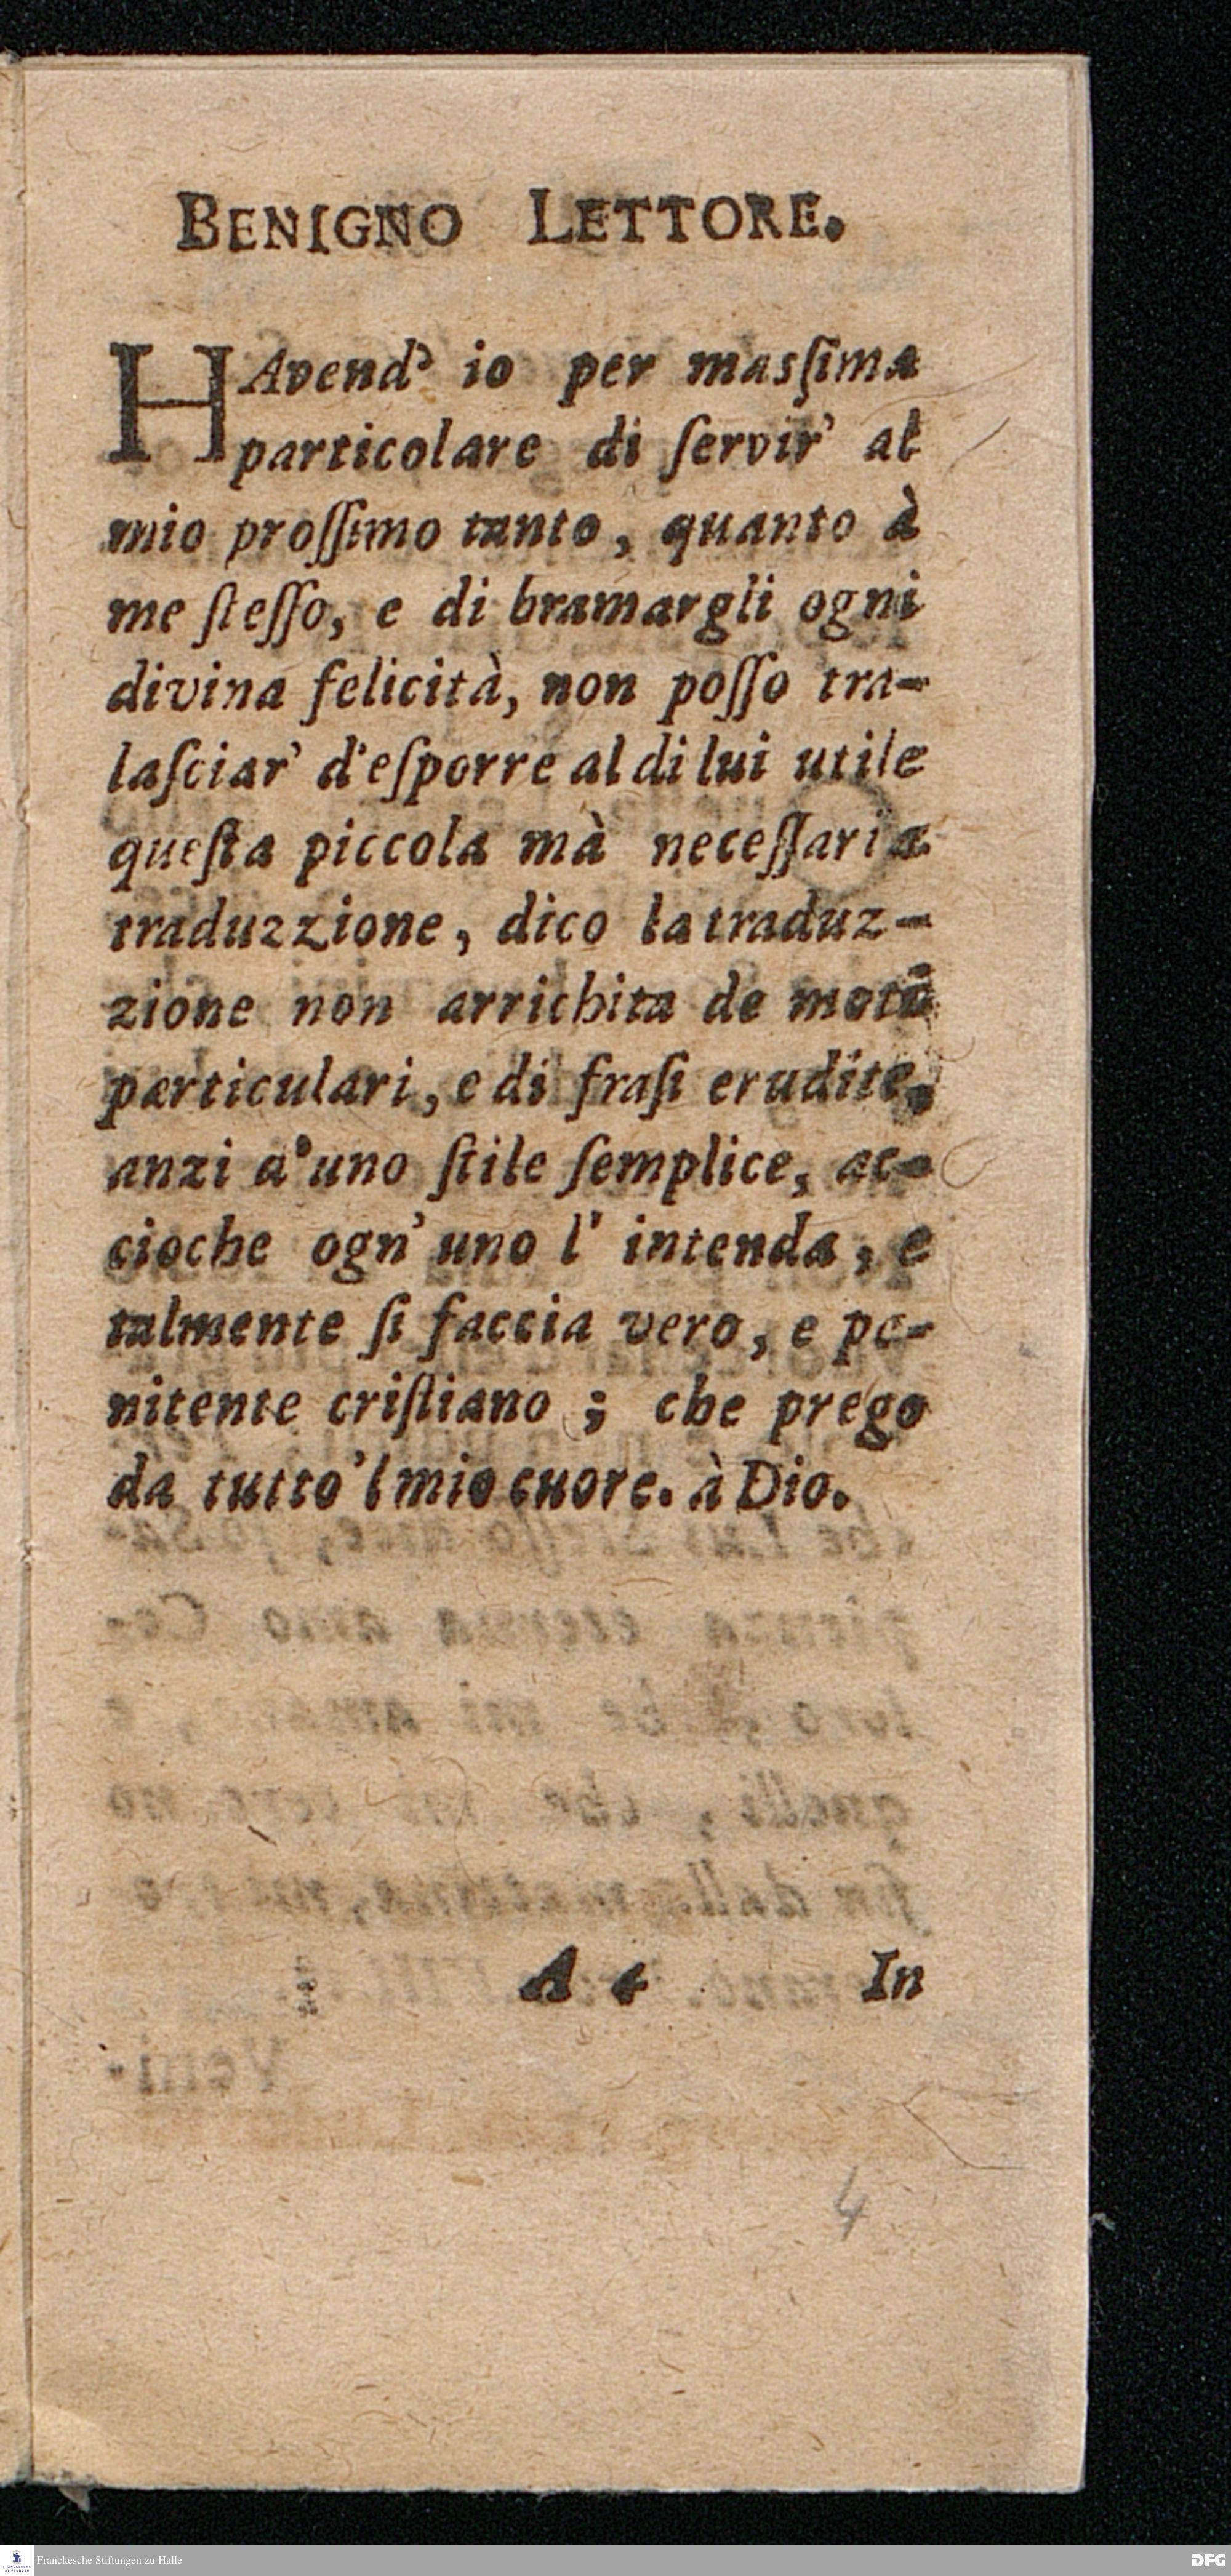 BENIGNO LETTORE.
HAvend' io per masſima
particolare di ſervir' al
mio proſſimo tanto, quanto à
me ſteſſo, e di bramargli ogni
divina felicità, non poſſo tra-
laſciar' d'eſporre al di lui utile
queſta piccola mà neceſſaria
traduzzione, dico la traduz-
zione non arrichita de moti
particulari, e di fraſi erudite,
anzi a'uno ſtile ſemplice, ac-
cioche ogn' uno l' intenda, e
talmente ſi faccia vero, e pe-
nitente criſtiano ; che prego
da tutto'l mio cuore. à Dio.
A 4 In
4
Franckesche Stiftungen zu Halle
DFG